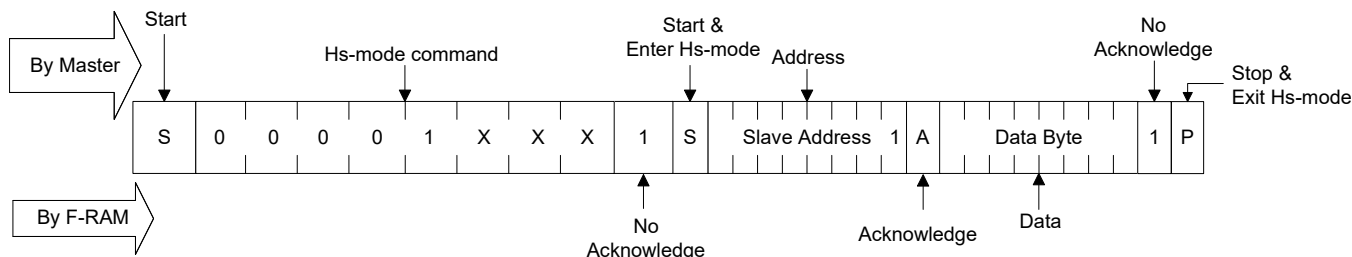 Start
By Master
Hs-mode command
Start &
Enter Hs-mode
Address
No
Acknowledge
Stop &
Exit Hs-mode
S 0 0 0 0 1 X X X 1 S Slave Address 1 A Data Byte 1 P
By F-RAM
No
Acknowledge
Acknowledge
Data